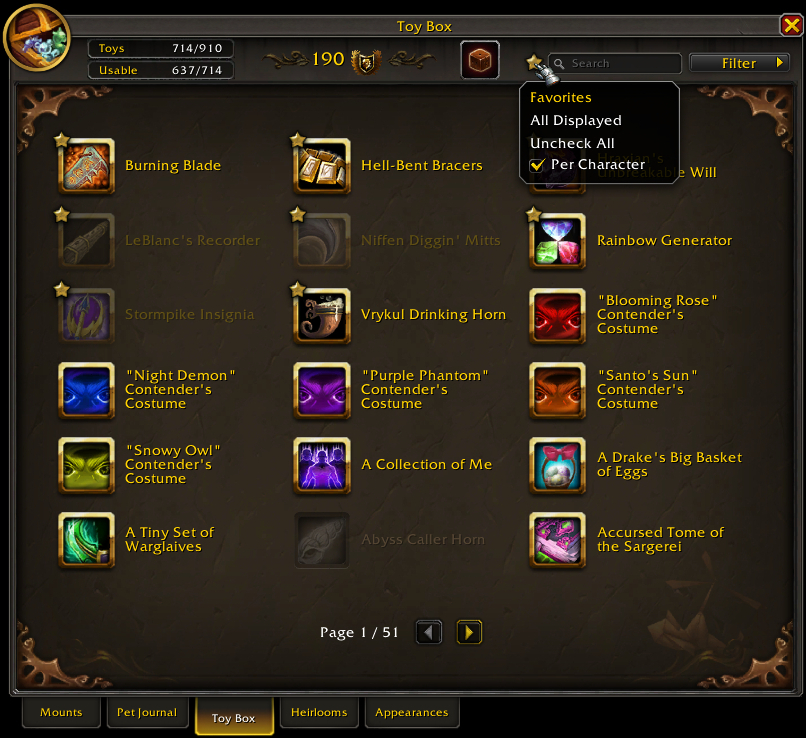 Toy Box
Toys 714/910
Usable 637/714
190
Search
Filter
Favorites
All Displayed
Uncheck All
Per Character
Burning Blade
Hell-Bent Bracers
Will
LeBlanc's Recorder
Niffen Diggin' Mitts
Rainbow Generator
Stormpike Insignia
Vrykul Drinking Horn
"Blooming Rose"
Contender's
Costume
"Night Demon"
Contender's
Costume
"Purple Phantom"
Contender's
Costume
"Santo's Sun"
Contender's
Costume
"Snowy Owl"
Contender's
Costume
A Collection of Me
A Drake's Big Basket
of Eggs
A Tiny Set of
Warglaives
Abyss Caller Horn
Accursed Tome of
the Sargerei
Page 1 / 51
Mounts
Pet Journal
Toy Box
Heirlooms
Appearances